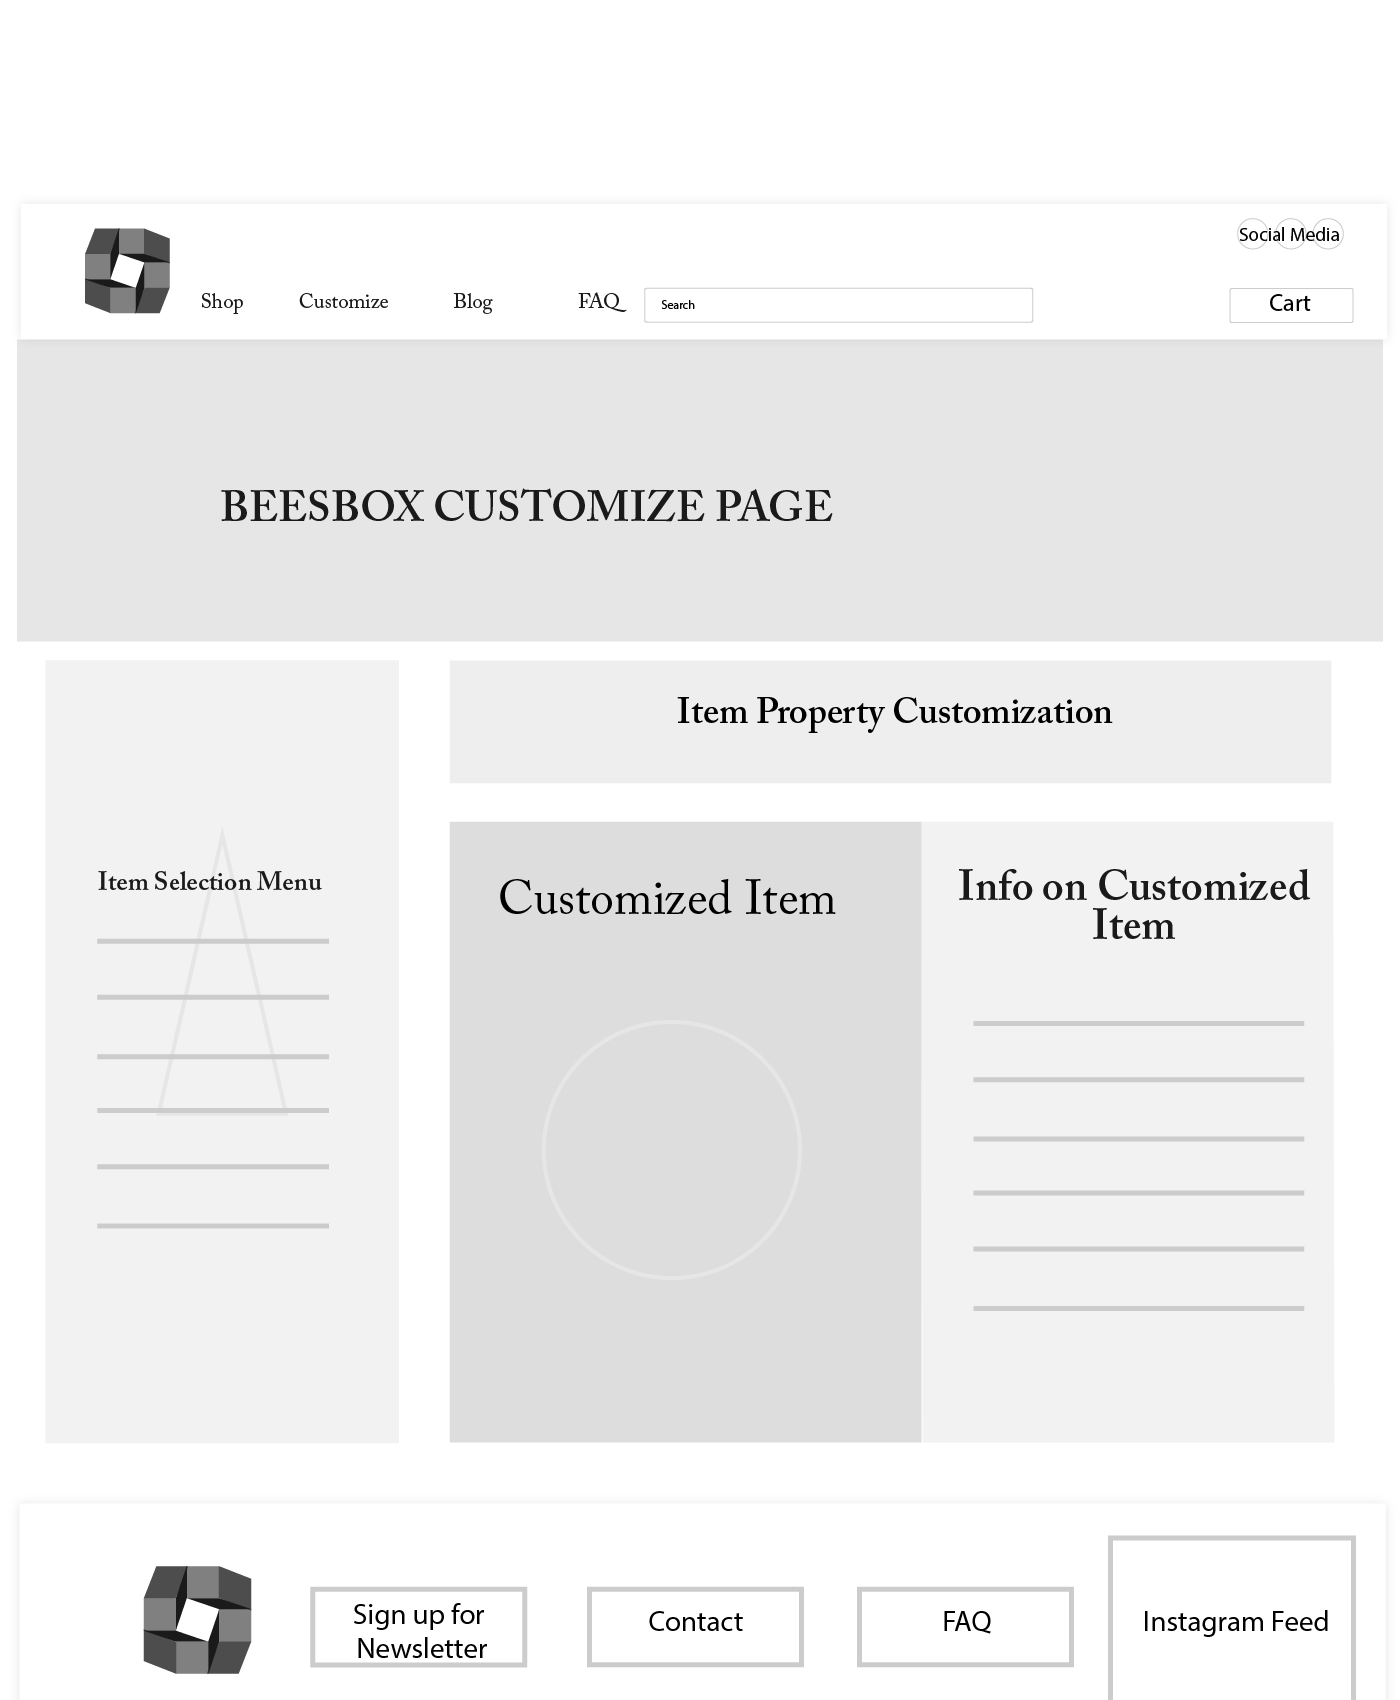 Social Media
Shop
Customize
Blog
FAQ
Search
Cart
BEESBOX CUSTOMIZE PAGE
Item Selection Menu
Item Property Customization
Customized Item
Info on Customized
Item
Sign up for
Newsletter
Contact
FAQ
Instagram Feed